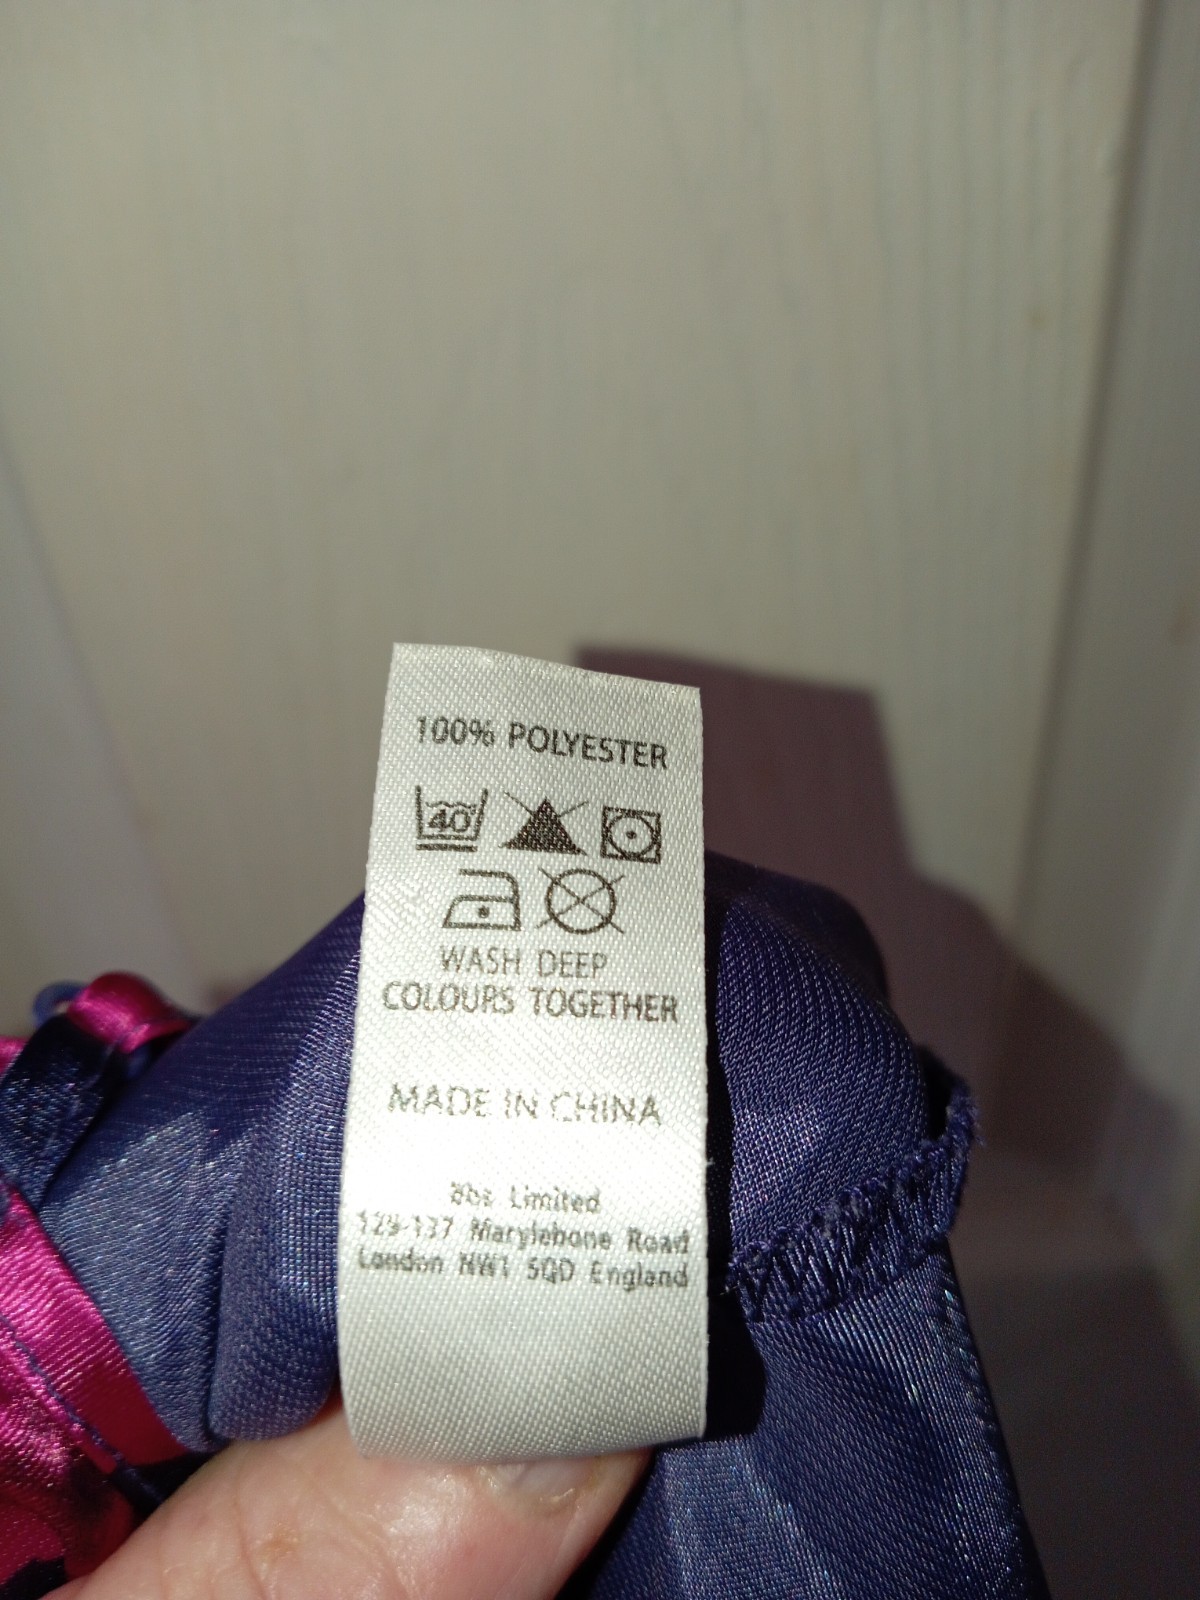 100% POLYESTER
40°
WASH DEEP
COLOURS TOGETHER
MADE IN CHINA
Bhs Limited
129-137 Marylebone Road
London NW1 5QD England